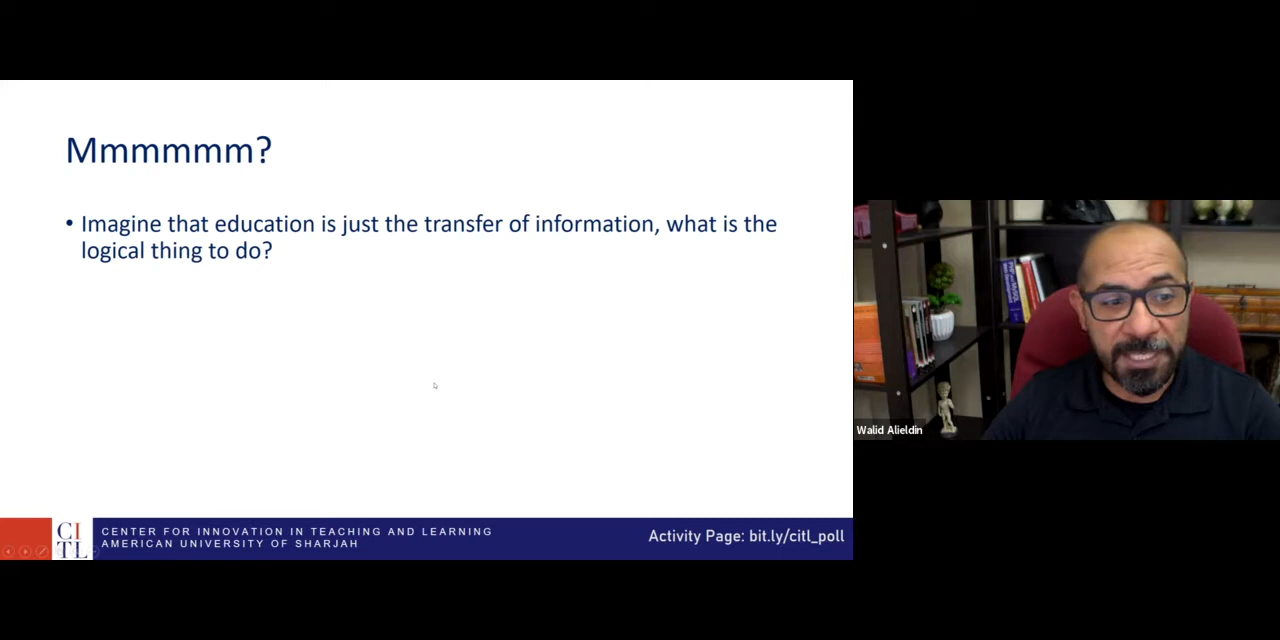 Mmmmmm?
• Imagine that education is just the transfer of information, what is the
logical thing to do?
Walid Alieldin
CI
TL
CENTER FOR INNOVATION IN TEACHING AND LEARNING
AMERICAN UNIVERSITY OF SHARJAH
Activity Page: bit.ly/citl_poll